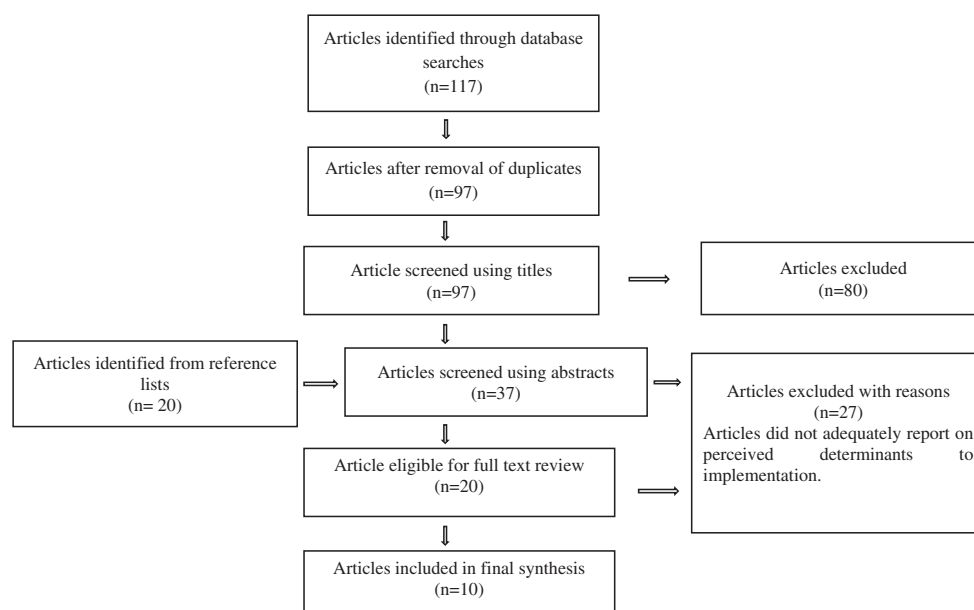 Articles identified through database
searches
(n=117)
Articles after removal of duplicates
(n=97)
Article screened using titles
(n=97)
Articles excluded
(n=80)
Articles identified from reference
lists
(n= 20)
Articles screened using abstracts
(n=37)
Articles excluded with reasons
(n=27)
Articles did not adequately report on
perceived determinants to
implementation.
Article eligible for full text review
(n=20)
Articles included in final synthesis
(n=10)